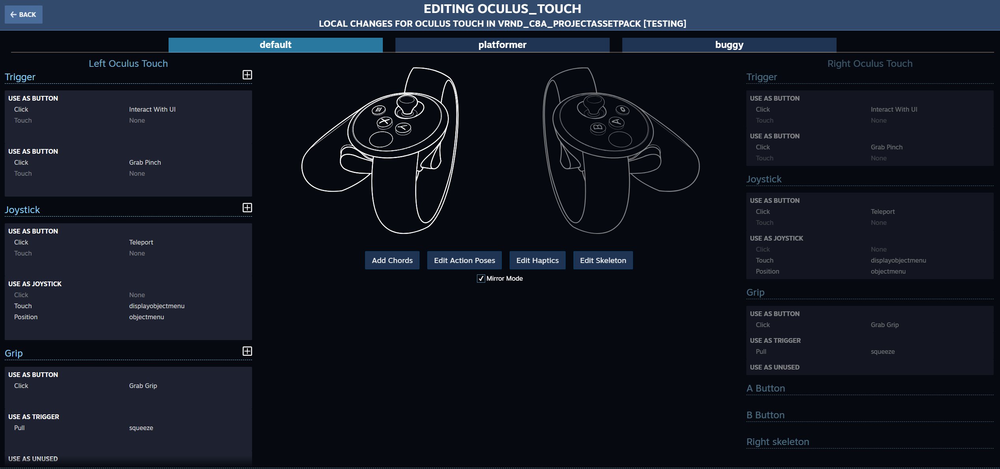 BACK
EDITING OCULUS_TOUCH
LOCAL CHANGES FOR OCULUS TOUCH IN VRND_C8A_PROJECTASSETPACK [TESTING]
default
platformer
buggy
Left Oculus Touch
Trigger
USE AS BUTTON
Click Interact With UI
Touch None
USE AS BUTTON
Click Grab Pinch
Touch None
Joystick
USE AS BUTTON
Click Teleport
Touch None
USE AS JOYSTICK
Click None
Touch displayobjectmenu
Position objectmenu
Grip
USE AS BUTTON
Click Grab Grip
USE AS TRIGGER
Pull squeeze
USE AS UNUSED
X
Y
B
A
Add Chords
Edit Action Poses
Edit Haptics
Edit Skeleton
Mirror Mode
Right Oculus Touch
Trigger
USE AS BUTTON
Click Interact With UI
Touch None
USE AS BUTTON
Click Grab Pinch
Touch None
Joystick
USE AS BUTTON
Click Teleport
Touch None
USE AS JOYSTICK
Click None
Touch displayobjectmenu
Position objectmenu
Grip
USE AS BUTTON
Click Grab Grip
USE AS TRIGGER
Pull squeeze
USE AS UNUSED
A Button
B Button
Right skeleton